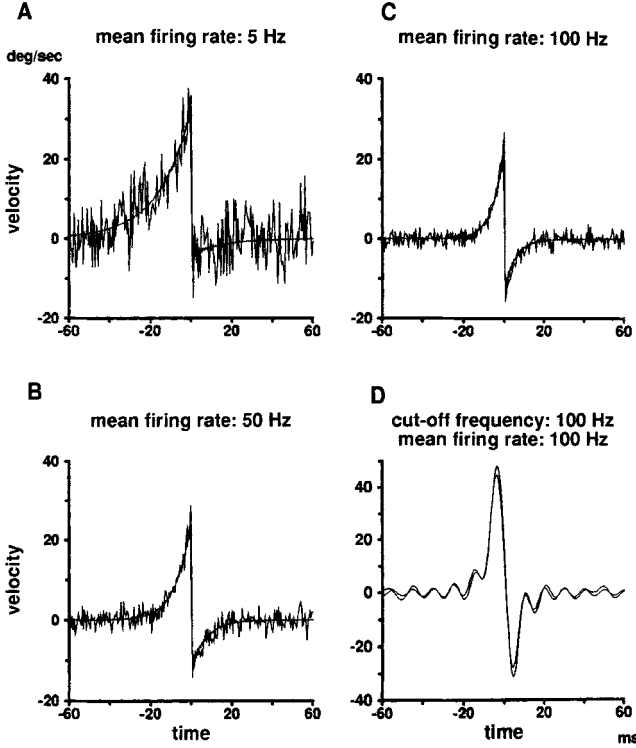 A
mean firing rate: 5 Hz
deg/sec
40
20
0
-20
velocity
-60
-20
20
60
time
C
mean firing rate: 100 Hz
40
20
0
-20
-60
-20
20
60
time
B
mean firing rate: 50 Hz
40
20
0
-20
velocity
-60
-20
20
60
time
D
cut-off frequency: 100 Hz
mean firing rate: 100 Hz
40
20
0
-20
-40
-60
-20
20
60
time
ms